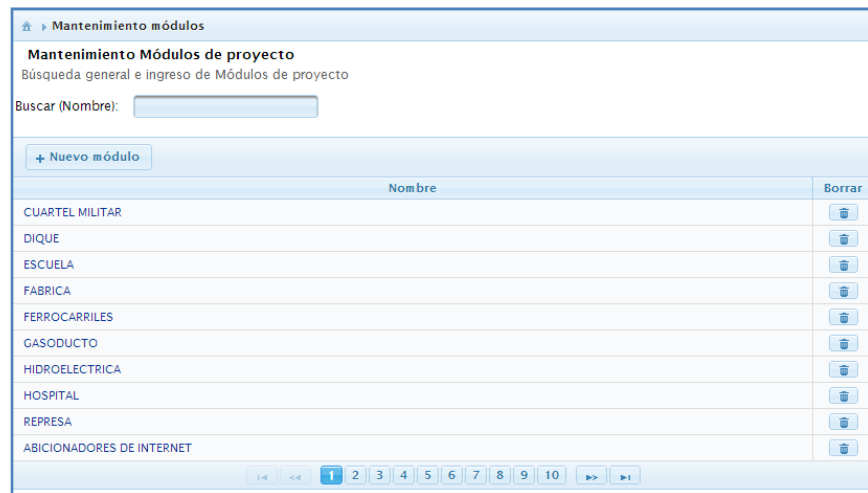 Mantenimiento módulos
Mantenimiento Módulos de proyecto
Búsqueda general e ingreso de Módulos de proyecto
Buscar (Nombre):
+ Nuevo módulo
Nombre Borrar
CUARTEL MILITAR
DIQUE
ESCUELA
FABRICA
FERROCARRILES
GASODUCTO
HIDROELECTRICA
HOSPITAL
REPRESA
ABICIONADORES DE INTERNET
1 2 3 4 5 6 7 8 9 10